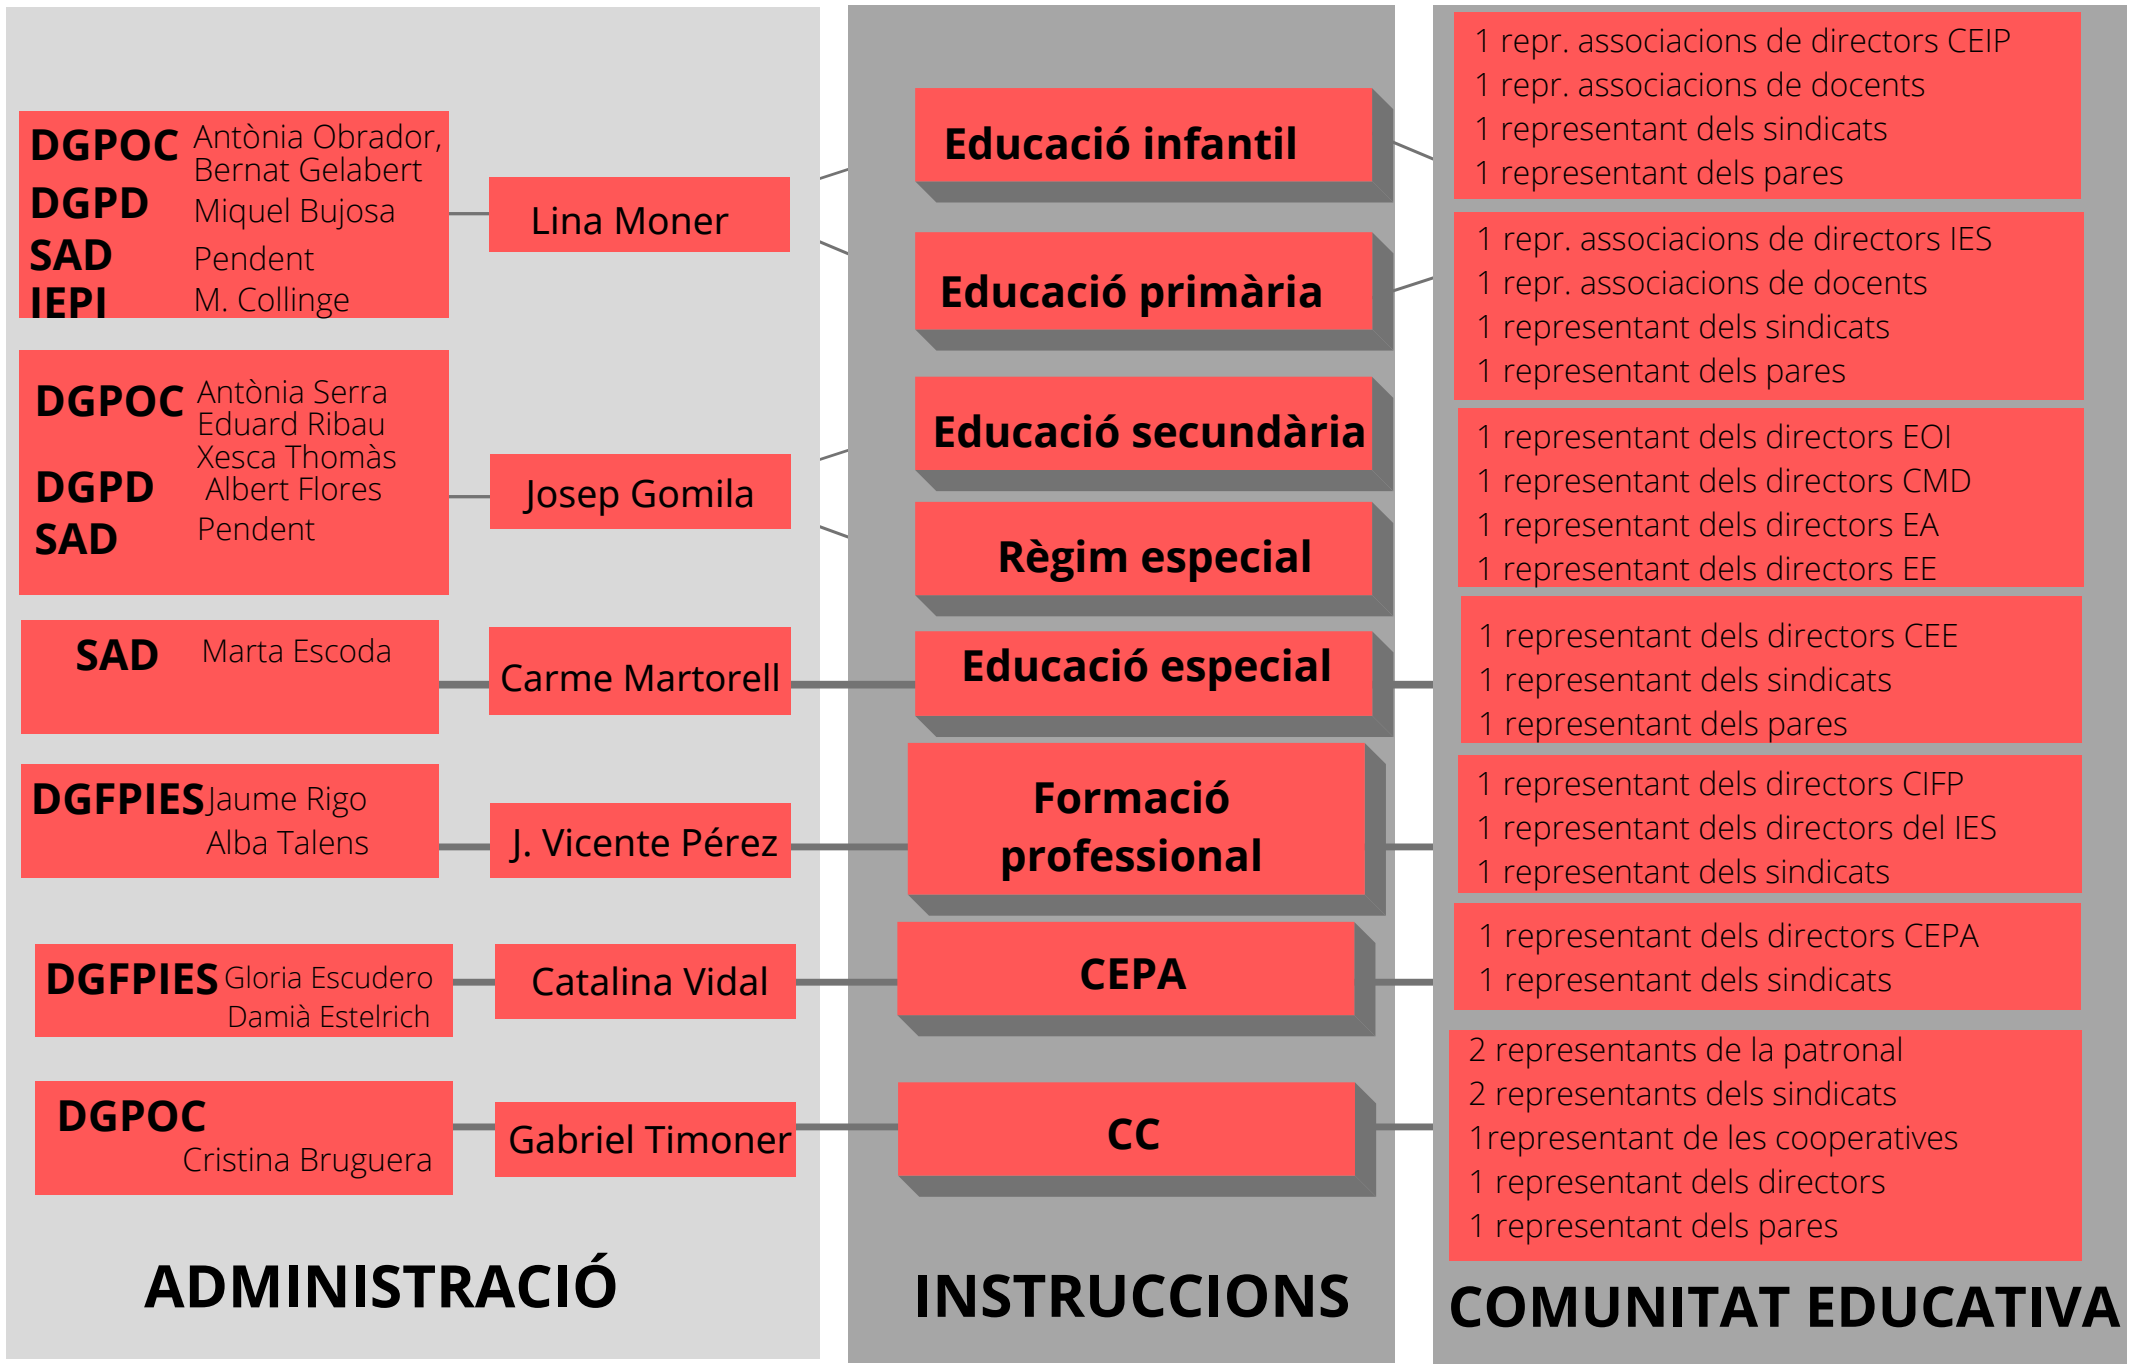 DGPOC Antònia Obrador,
Bernat Gelabert
DGPD Miquel Bujosa
SAD Pendent
IEPI M. Collinge
Lina Moner
DGPOC Antònia Serra
Eduard Ribau
Xesca Thomàs
DGPD Albert Flores
SAD Pendent
Josep Gomila
SAD Marta Escoda
Carme Martorell
DGFPIES Jaume Rigo
Alba Talens
J. Vicente Pérez
DGFPIES Gloria Escudero
Damià Estelrich
Catalina Vidal
DGPOC
Cristina Bruguera
Gabriel Timoner
ADMINISTRACIÓ
Educació infantil
Educació primària
Educació secundària
Règim especial
Educació especial
Formació
professional
CEPA
CC
INSTRUCCIONS
1 repr. associacions de directors CEIP
1 repr. associacions de docents
1 representant dels sindicats
1 representant dels pares
1 repr. associacions de directors IES
1 repr. associacions de docents
1 representant dels sindicats
1 representant dels pares
1 representant dels directors EOI
1 representant dels directors CMD
1 representant dels directors EA
1 representant dels directors EE
1 representant dels directors CEE
1 representant dels sindicats
1 representant dels pares
1 representant dels directors CIFP
1 representant dels directors del IES
1 representant dels sindicats
1 representant dels directors CEPA
1 representant dels sindicats
2 representants de la patronal
2 representants dels sindicats
1representant de les cooperatives
1 representant dels directors
1 representant dels pares
COMUNITAT EDUCATIVA